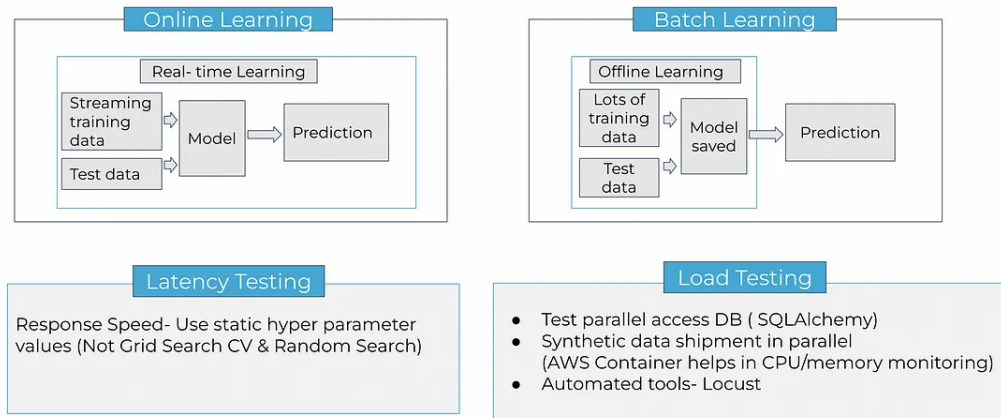 Online Learning
Real- time Learning
Streaming
training
data
Test data
Model
Prediction
Batch Learning
Offline Learning
Lots of
training
data
Test
data
Model
saved
Prediction
Latency Testing
Response Speed- Use static hyper parameter
values (Not Grid Search CV & Random Search)
Load Testing
● Test parallel access DB ( SQLAlchemy)
● Synthetic data shipment in parallel
(AWS Container helps in CPU/memory monitoring)
● Automated tools- Locust